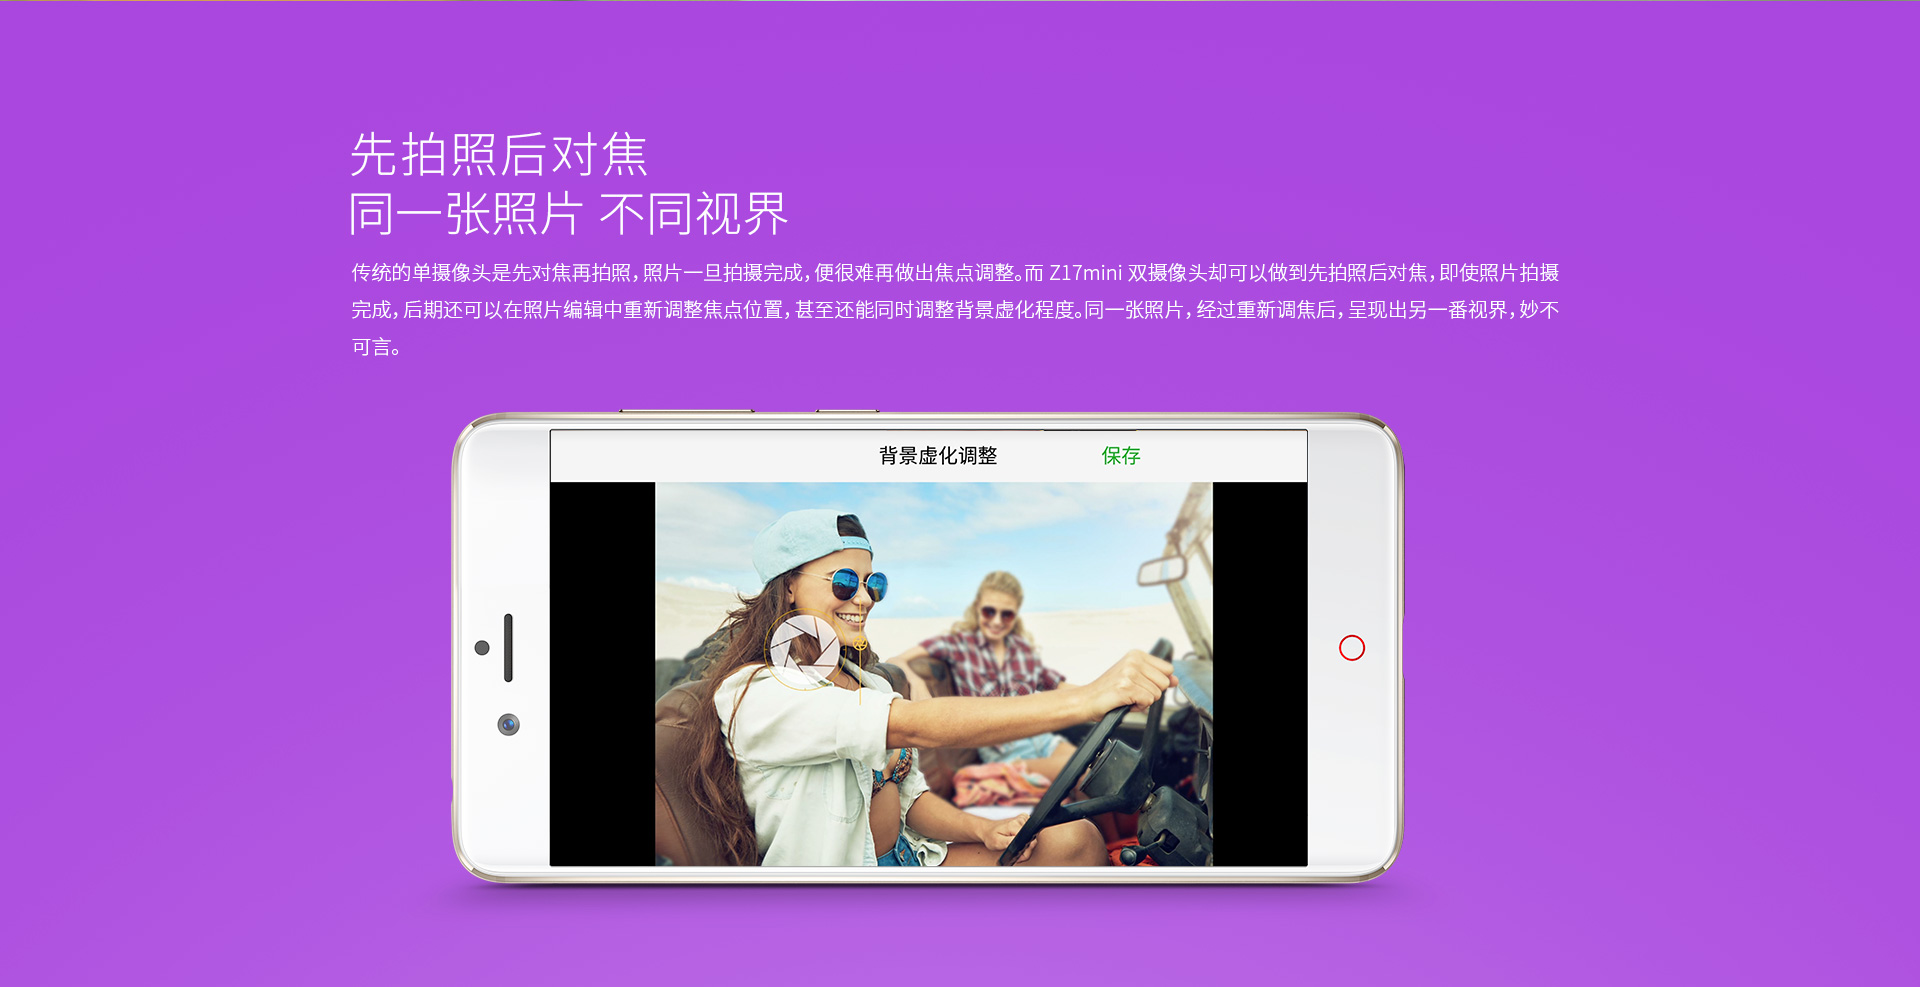 先拍照后对焦
同一张照片 不同视界
传统的单摄像头是先对焦再拍照，照片一旦拍摄完成，便很难再做出焦点调整。而 Z17mini 双摄像头却可以做到先拍照后对焦，即使照片拍摄
完成，后期还可以在照片编辑中重新调整焦点位置，甚至还能同时调整背景虚化程度。同一张照片，经过重新调焦后，呈现出另一番视界，妙不
可言。
背景虚化调整
保存